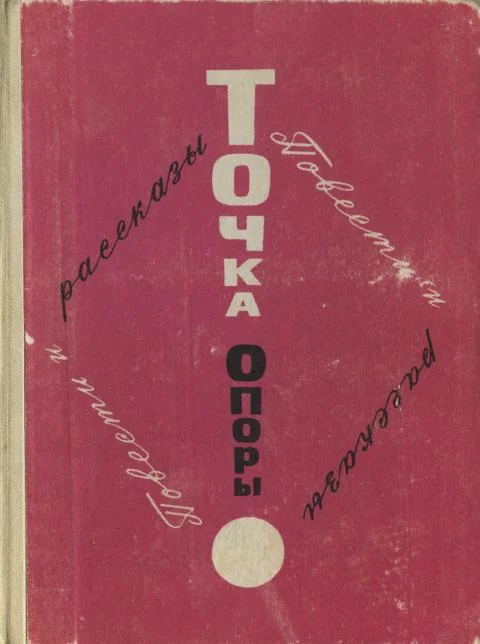 Точка
опоры
Повести и
рассказы
Повести и
рассказы